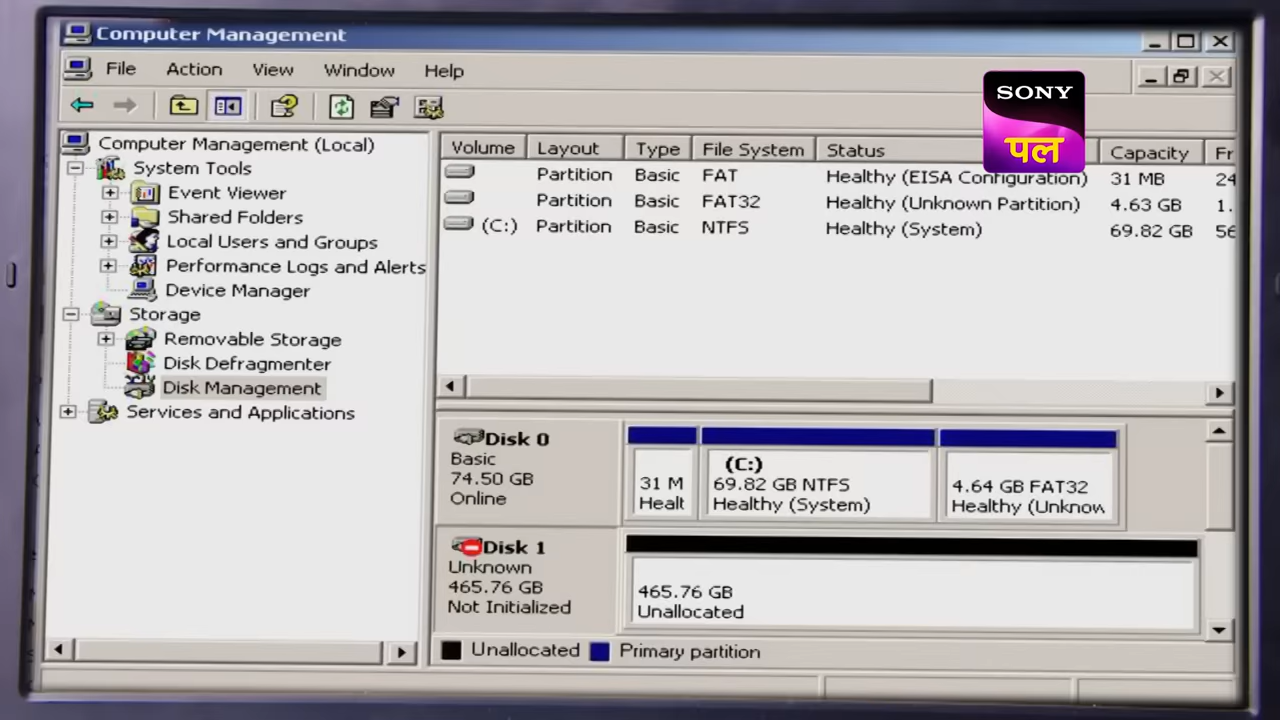 Computer Management
File Action View Window Help
SONY
पल
Computer Management (Local)
System Tools
Event Viewer
Shared Folders
Local Users and Groups
Performance Logs and Alerts
Device Manager
Storage
Removable Storage
Disk Defragmenter
Disk Management
Services and Applications
Volume Layout Type File System Status Capacity Fr
Partition Basic FAT Healthy (EISA Configuration) 31 MB 24
Partition Basic FAT32 Healthy (Unknown Partition) 4.63 GB 1.
(C:) Partition Basic NTFS Healthy (System) 69.82 GB 56
Disk 0
Basic
74.50 GB
Online
31 M
Healt
(C:)
69.82 GB NTFS
Healthy (System)
4.64 GB FAT32
Healthy (Unknow
Disk 1
Unknown
465.76 GB
Not Initialized
465.76 GB
Unallocated
Unallocated Primary partition